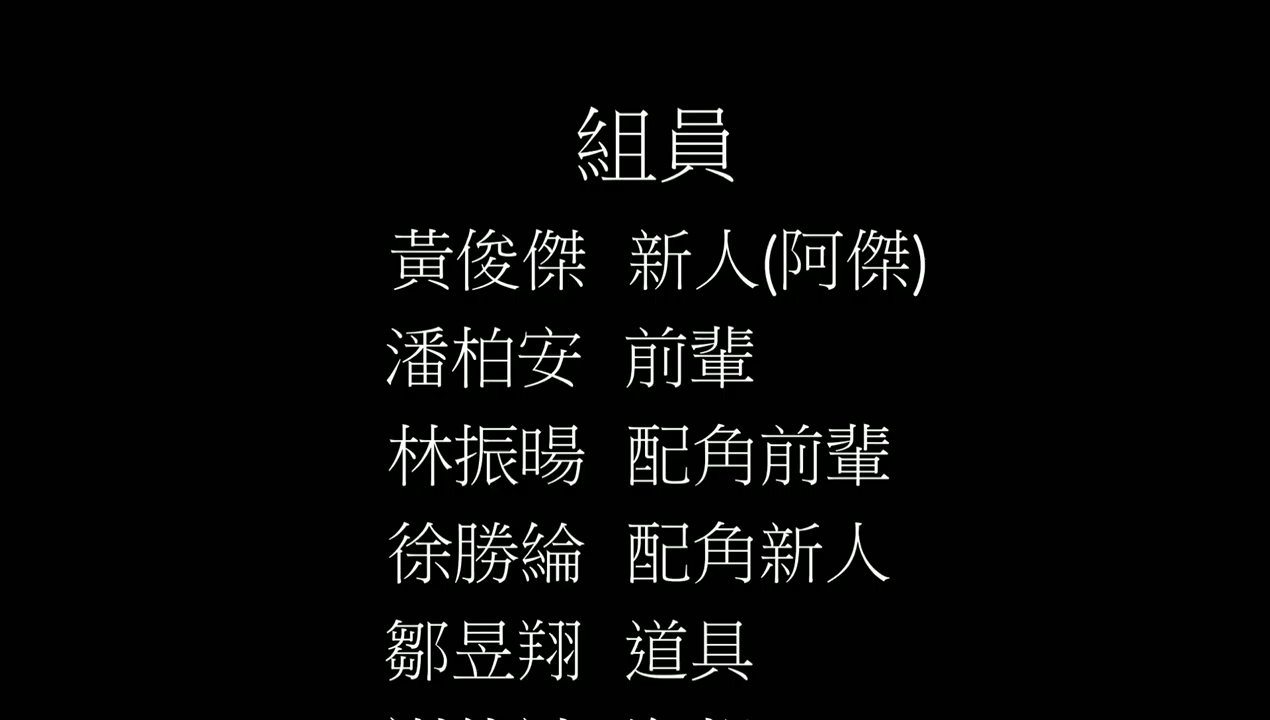 組員
黃俊傑 新人(阿傑)
潘柏安 前輩
林振暘 配角前輩
徐勝綸 配角新人
鄒昱翔 道具